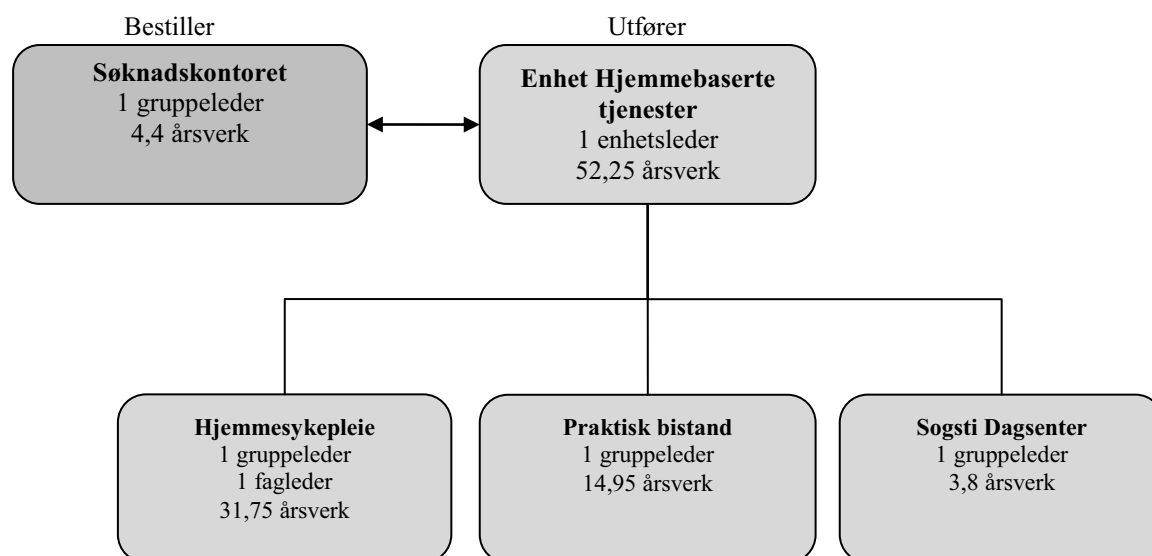 Bestiller
Utfører
Søknadskontoret
1 gruppeleder
4,4 årsverk
Enhet Hjemmebaserte
tjenester
1 enhetsleder
52,25 årsverk
Hjemmesykepleie
1 gruppeleder
1 fagleder
31,75 årsverk
Praktisk bistand
1 gruppeleder
14,95 årsverk
Sogsti Dagsenter
1 gruppeleder
3,8 årsverk